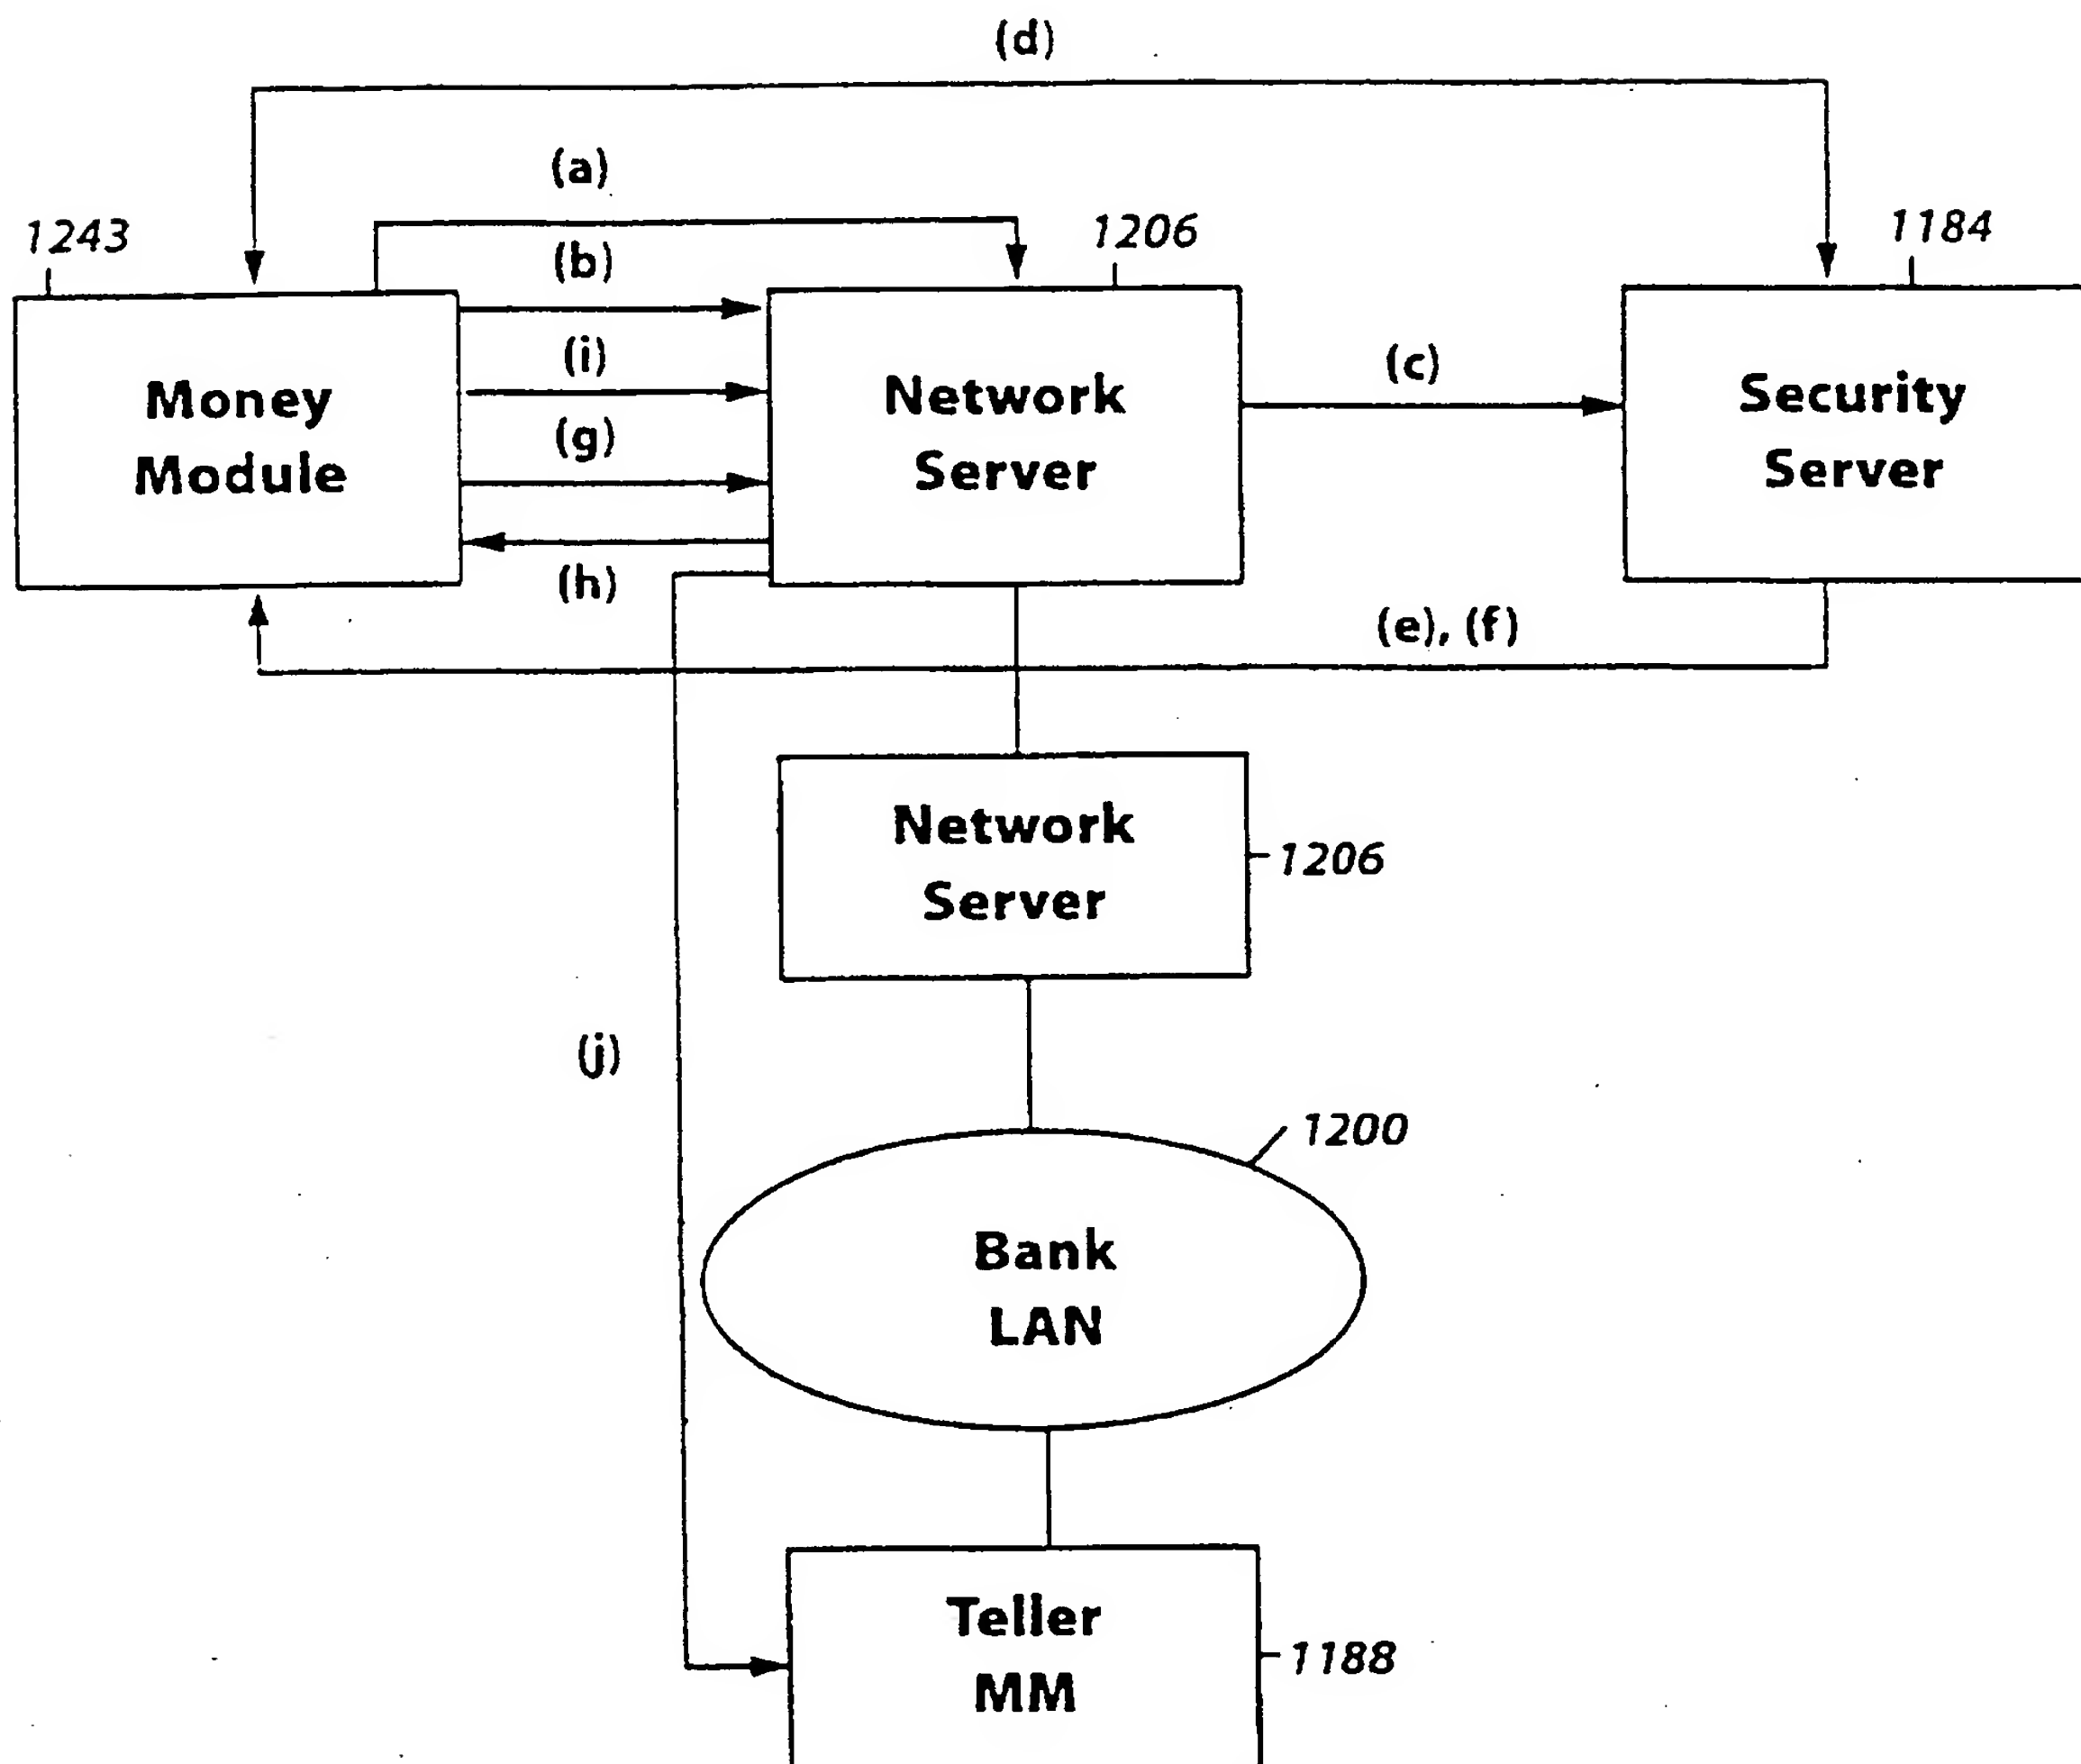 (d)
(a)
1243
1206
1184
(b)
(i)
(c)
Money
Module
Network
Server
Security
Server
(g)
(h)
(e), (f)
Network
Server
1206
(j)
1200
Bank
LAN
Teller
MM
1188